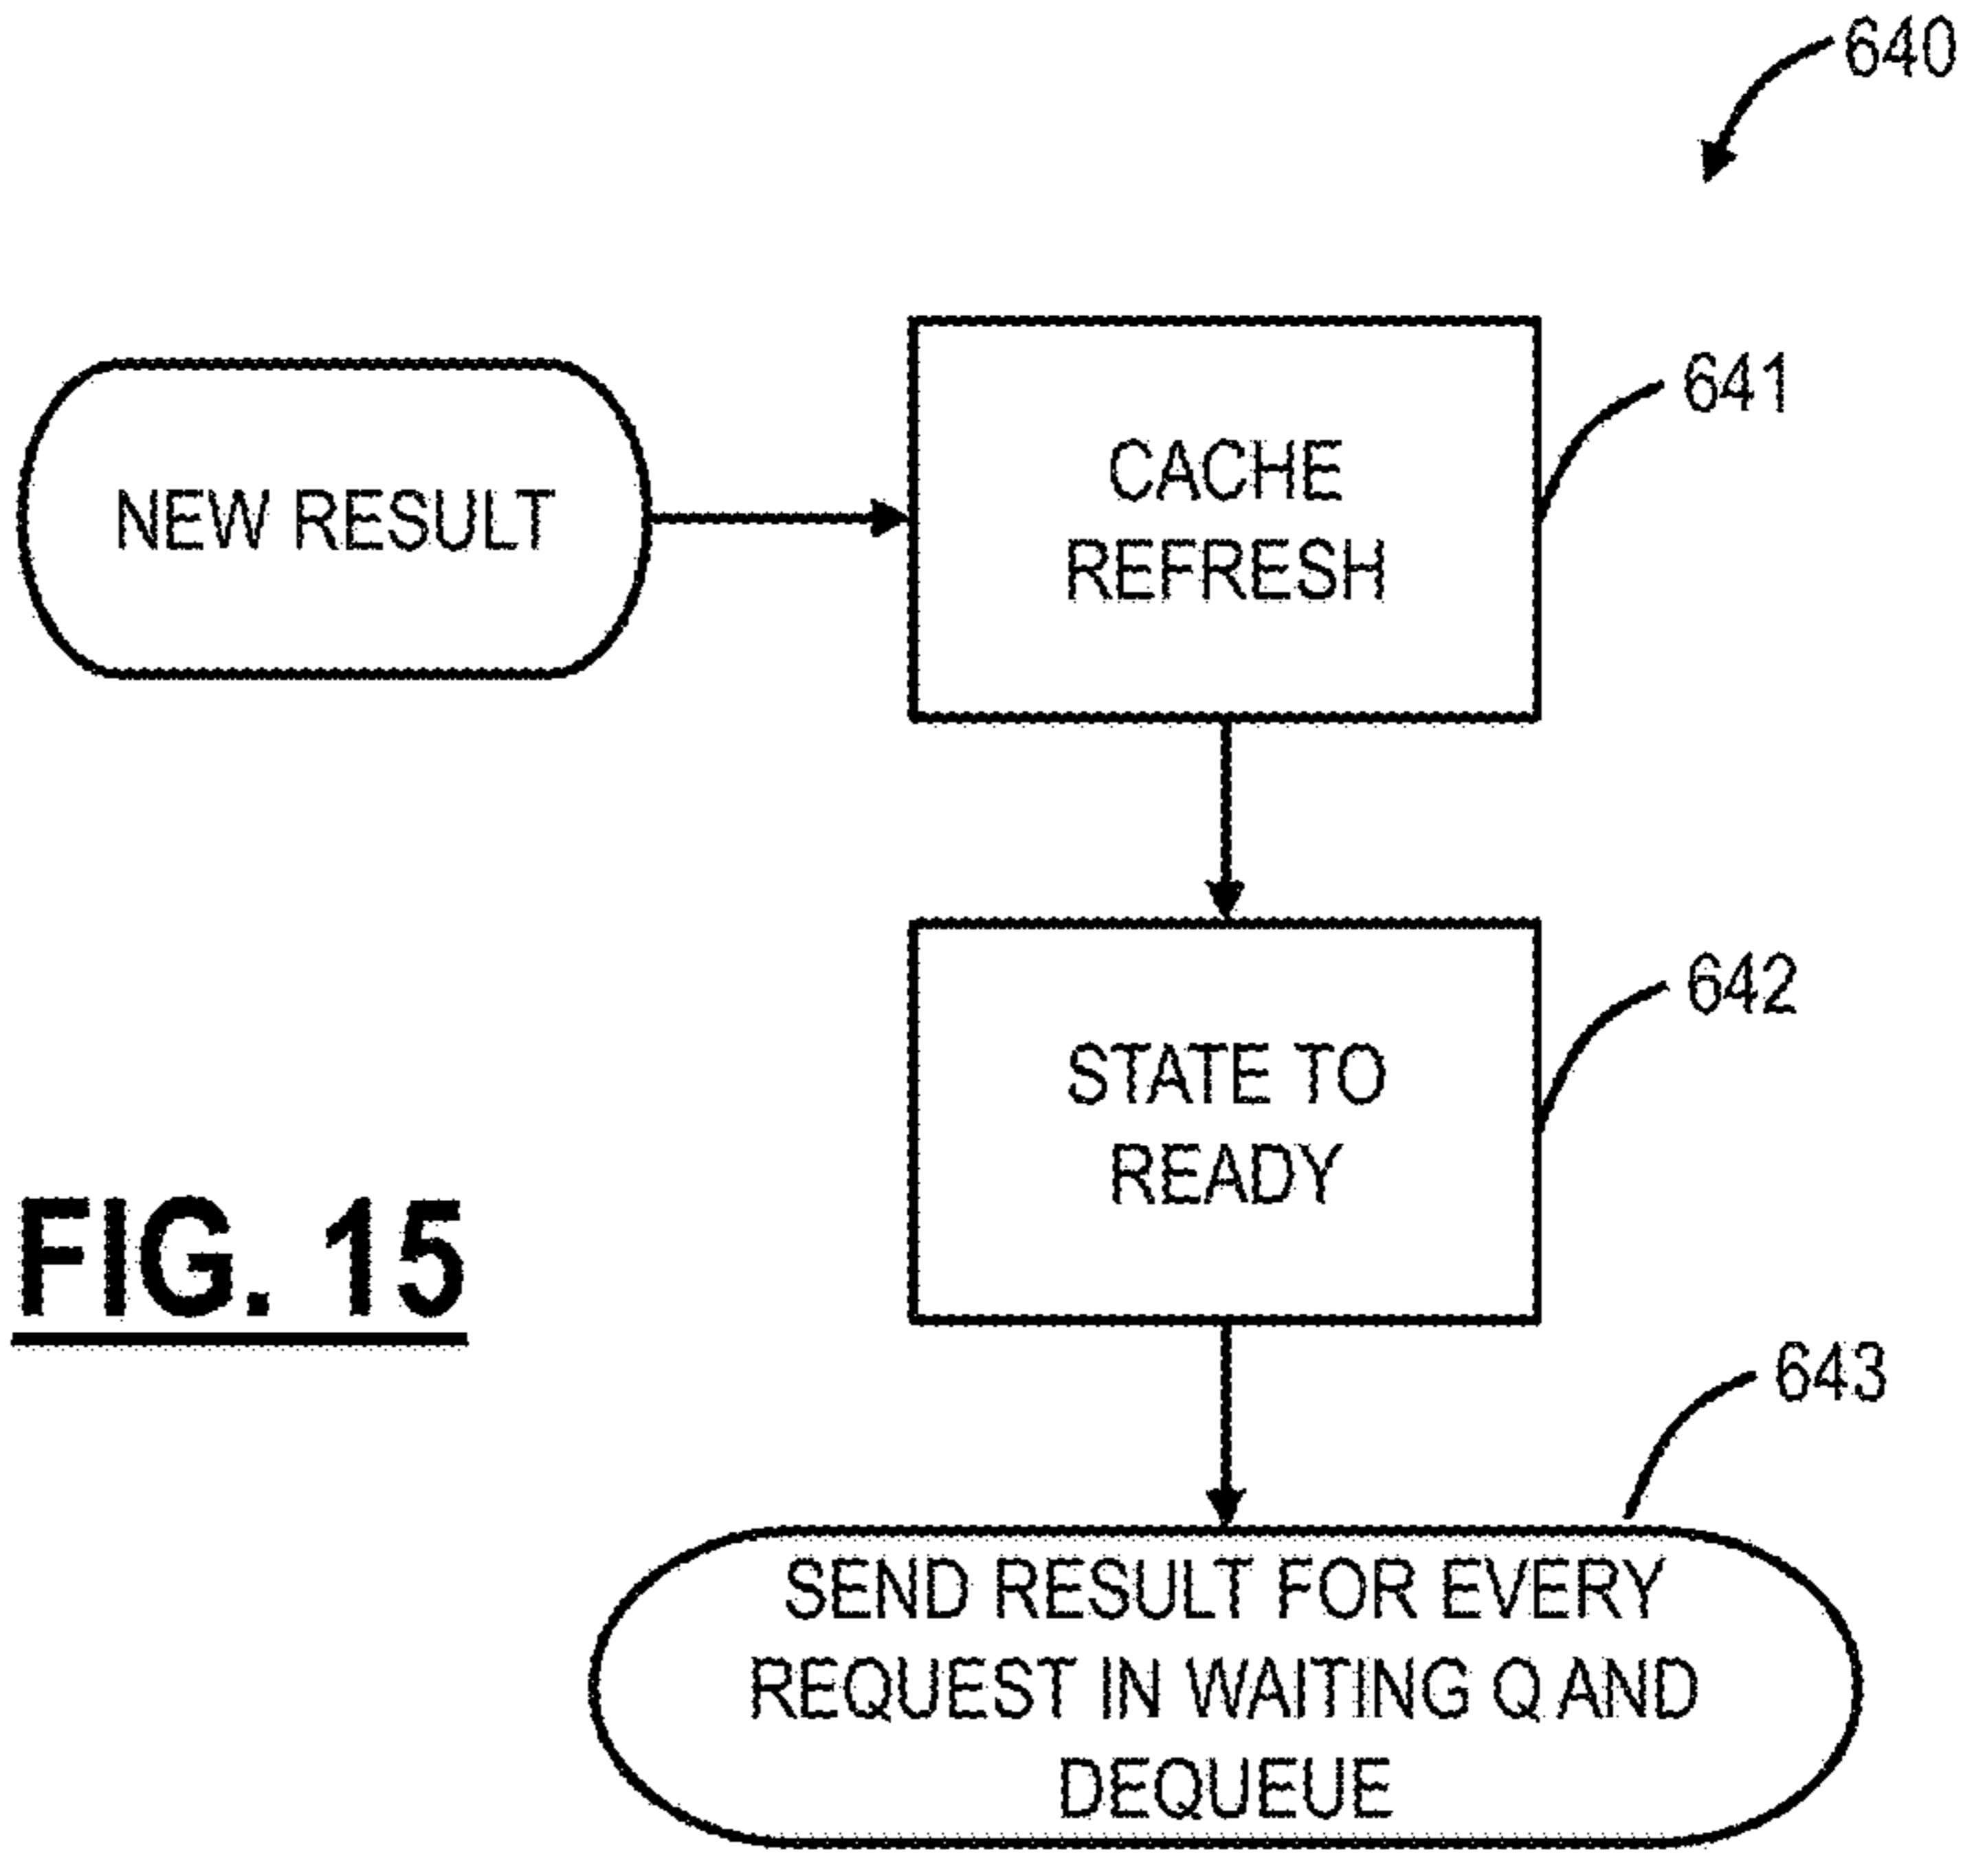 640
CACHE
REFRESH
641
NEW RESULT
STATE TO
READY
642
FIG. 15
643
SEND RESULT FOR EVERY
REQUEST IN WAITING Q AND
DEQUEUE